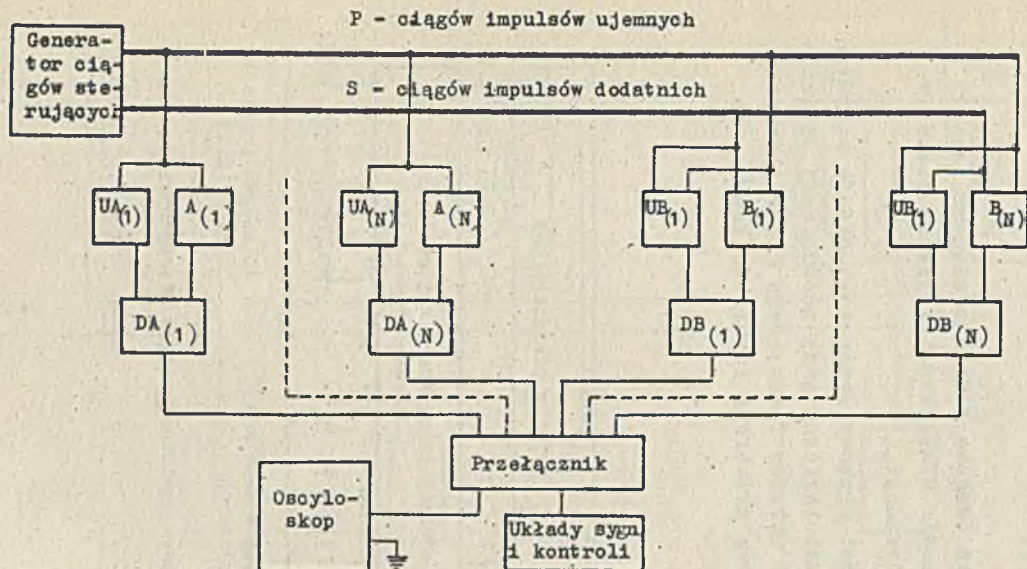 P - ciągów impulsów ujemnych
Genera-
tor cią-
gów ste-
rujących
S - ciągów impulsów dodatnich
UA(1)
A(1)
UA(N)
A(N)
UB(1)
B(1)
UB(1)
B(N)
DA(1)
DA(N)
DB(1)
DB(N)
Przełącznik
Oscylo-
skop
Układy sygn.
i kontroli